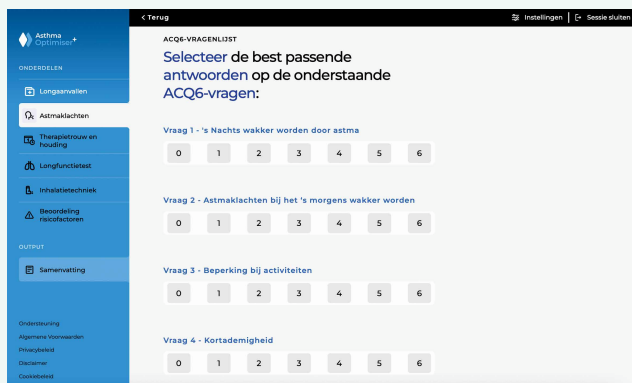 < Terug
Instellingen
Sessie sluiten
Asthma
Optimiser+
ONDERDELEN
Longaanvallen
Astmaklachten
Therapietrouw en
houding
Longfunctietest
Inhalatietechniek
Beoordeling
risicofactoren
OUTPUT
Samenvatting
Ondersteuning
Algemene Voorwaarden
Privacybeleid
Disclaimer
Cookiebeleid
ACQ6-VRAGENLIJST
Selecteer de best passende
antwoorden op de onderstaande
ACQ6-vragen:
Vraag 1 - 's Nachts wakker worden door astma
0 1 2 3 4 5 6
Vraag 2 - Astmaklachten bij het 's morgens wakker worden
0 1 2 3 4 5 6
Vraag 3 - Beperking bij activiteiten
0 1 2 3 4 5 6
Vraag 4 - Kortademigheid
0 1 2 3 4 5 6